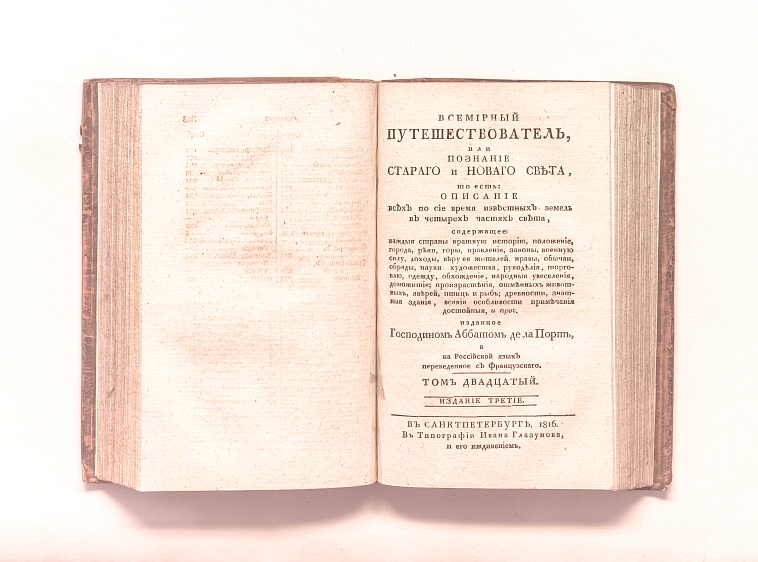 ВСЕМІРНЫЙ
ПУТЕШЕСТВОВАТЕЛЬ,
или
ПОЗНАНІЕ
СТАРАГО и НОВАГО СВѢТА,
то есть:
ОПИСАНІЕ
всѣхъ по сіе время извѣстныхъ земель
въ четырехъ частяхъ свѣта,
содержащее:
каждыя страны краткую исторію, положеніе,
города, рѣки, горы, правленіе, законы, военную
силу, доходы, вѣру ея жителей, нравы, обычаи,
обряды, науки художества, рукодѣлія, торго-
влю, одежду, обхожденіе, народныя увеселенія,
доможитіе; произрастѣнія, отмѣнныхъ живот-
ныхъ, звѣрей, птицъ и рыбъ; древности, знат-
ныя зданія, всякія особливости примѣчанія
достойныя, и проч.
изданное
Господиномъ Аббатомъ де ла Портъ,
а
на Россійской языкъ
переведенное съ Французскаго.
ТОМЪ ДВАДЦАТЫЙ.
ИЗДАНІЕ ТРЕТІЕ.
ВЪ САНКТПЕТЕРБУРГѢ, 1816.
Въ Типографіи Ивана Глазунова,
и его иждивеніемъ.